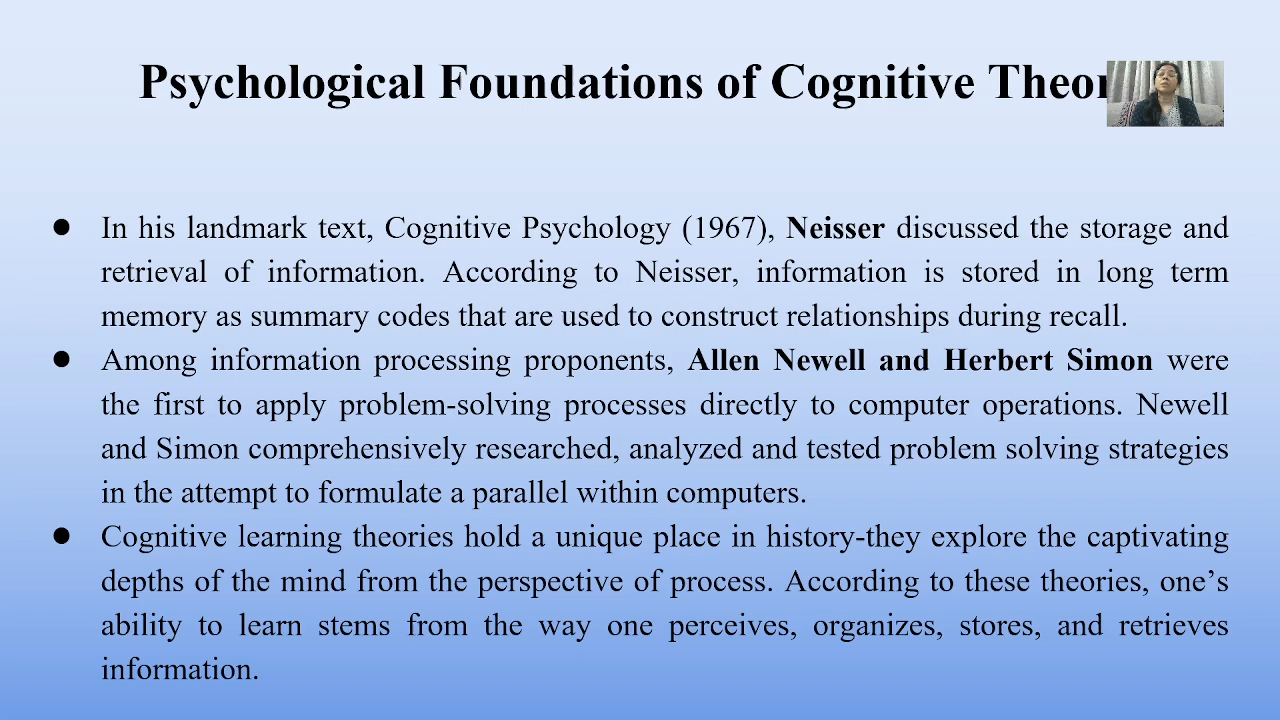 Psychological Foundations of Cognitive Theor
● In his landmark text, Cognitive Psychology (1967), Neisser discussed the storage and
retrieval of information. According to Neisser, information is stored in long term
memory as summary codes that are used to construct relationships during recall.
● Among information processing proponents, Allen Newell and Herbert Simon were
the first to apply problem-solving processes directly to computer operations. Newell
and Simon comprehensively researched, analyzed and tested problem solving strategies
in the attempt to formulate a parallel within computers.
● Cognitive learning theories hold a unique place in history-they explore the captivating
depths of the mind from the perspective of process. According to these theories, one’s
ability to learn stems from the way one perceives, organizes, stores, and retrieves
information.